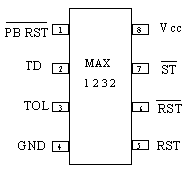 PB RST 1 8 Vcc
TD 2 MAX 7 ST
1232
TOL 3 6 RST
GND 4 5 RST